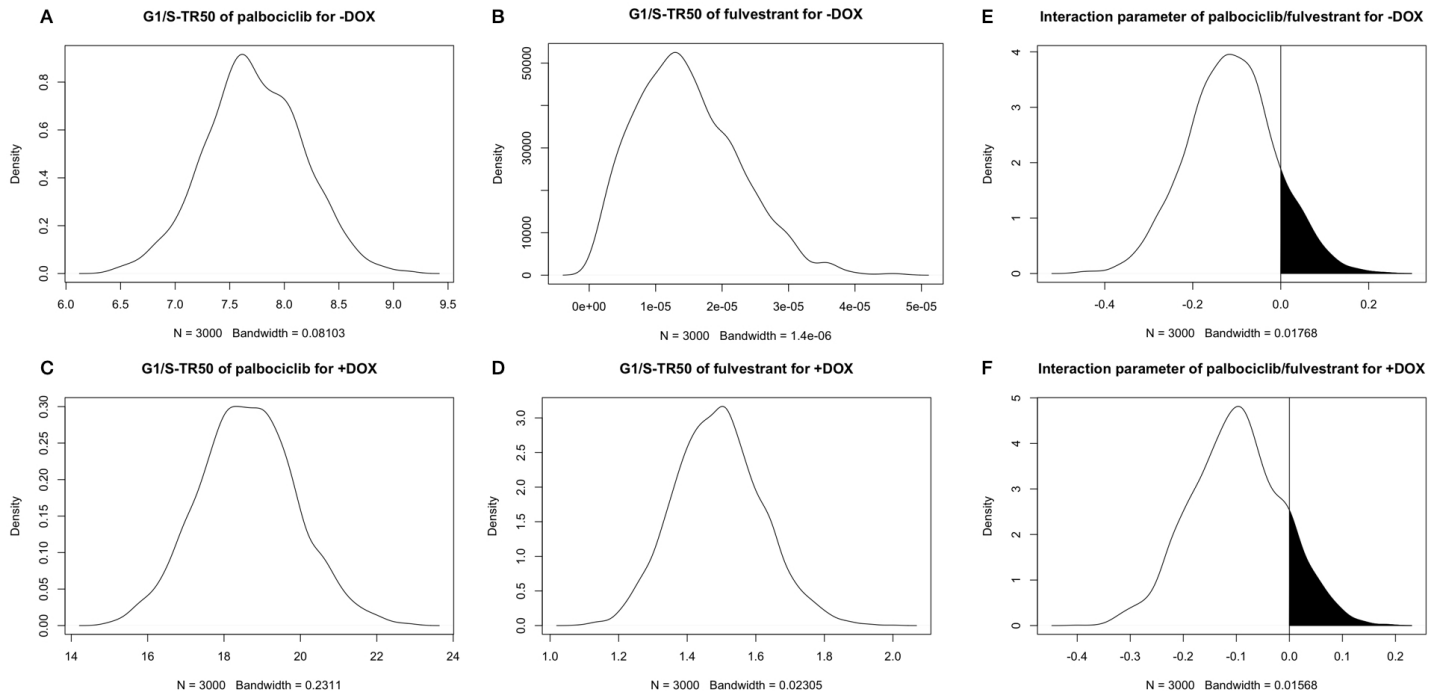 A
G1/S-TR50 of palbociclib for -DOX
Density
0.0 0.2 0.4 0.6 0.8
6.0 6.5 7.0 7.5 8.0 8.5 9.0 9.5
N = 3000 Bandwidth = 0.08103
B
G1/S-TR50 of fulvestrant for -DOX
Density
0 10000 30000 50000
0e+00 1e-05 2e-05 3e-05 4e-05 5e-05
N = 3000 Bandwidth = 1.4e-06
E
Interaction parameter of palbociclib/fulvestrant for -DOX
Density
0 1 2 3 4
-0.4 -0.2 0.0 0.2
N = 3000 Bandwidth = 0.01768
C
G1/S-TR50 of palbociclib for +DOX
Density
0.00 0.05 0.10 0.15 0.20 0.25 0.30
14 16 18 20 22 24
N = 3000 Bandwidth = 0.2311
D
G1/S-TR50 of fulvestrant for +DOX
Density
0.0 0.5 1.0 1.5 2.0 2.5 3.0
1.0 1.2 1.4 1.6 1.8 2.0
N = 3000 Bandwidth = 0.02305
F
Interaction parameter of palbociclib/fulvestrant for +DOX
Density
0 1 2 3 4 5
-0.4 -0.3 -0.2 -0.1 0.0 0.1 0.2
N = 3000 Bandwidth = 0.01568